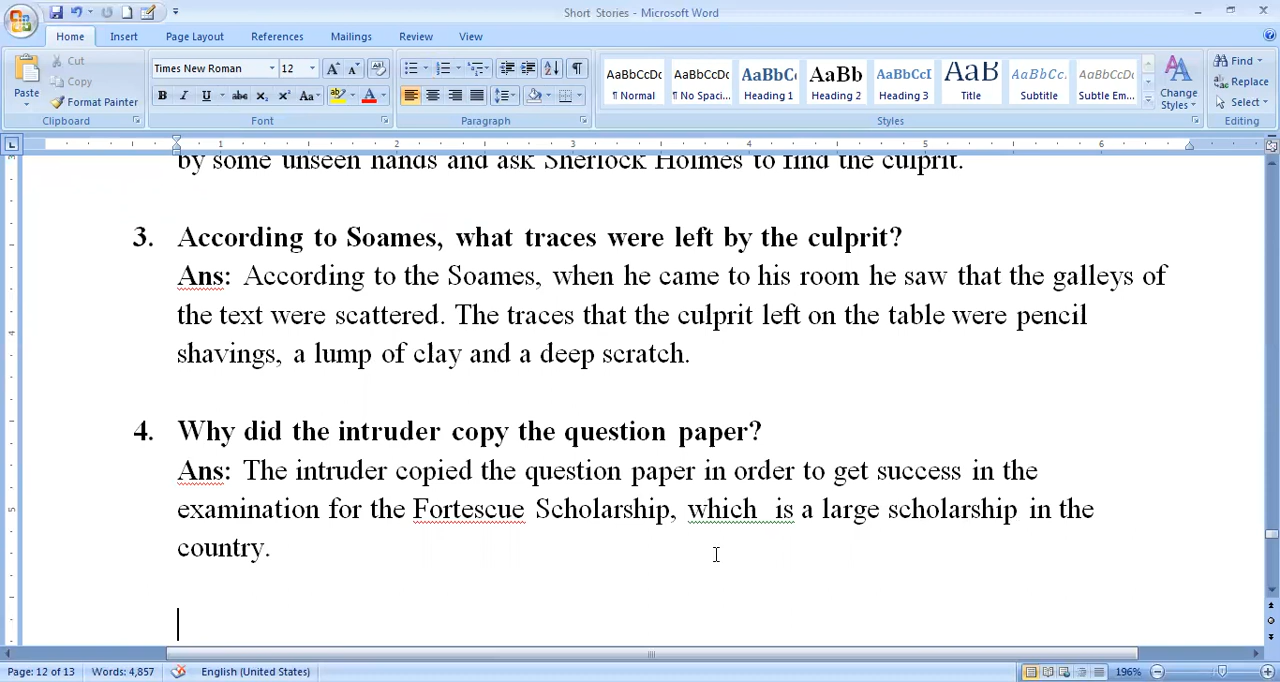 Short Stories - Microsoft Word
Home Insert Page Layout References Mailings Review View
Paste
Cut
Copy
Format Painter
Clipboard
Times New Roman 12
Font
Paragraph
AaBbCcDc AaBbCcDc AaBbC AaBb AaBbCcI AaB AaBbCc. AaBbCcDc
¶ Normal ¶ No Spaci... Heading 1 Heading 2 Heading 3 Title Subtitle Subtle Em...
Change Styles
Styles
Find
Replace
Select
Editing
1 2 3 4 5 6
by some unseen hands and ask Sherlock Holmes to find the culprit.
3. According to Soames, what traces were left by the culprit?
Ans: According to the Soames, when he came to his room he saw that the galleys of
the text were scattered. The traces that the culprit left on the table were pencil
shavings, a lump of clay and a deep scratch.
4. Why did the intruder copy the question paper?
Ans: The intruder copied the question paper in order to get success in the
examination for the Fortescue Scholarship, which  is a large scholarship in the
country.
Page: 12 of 13 Words: 4,857 English (United States) 196%